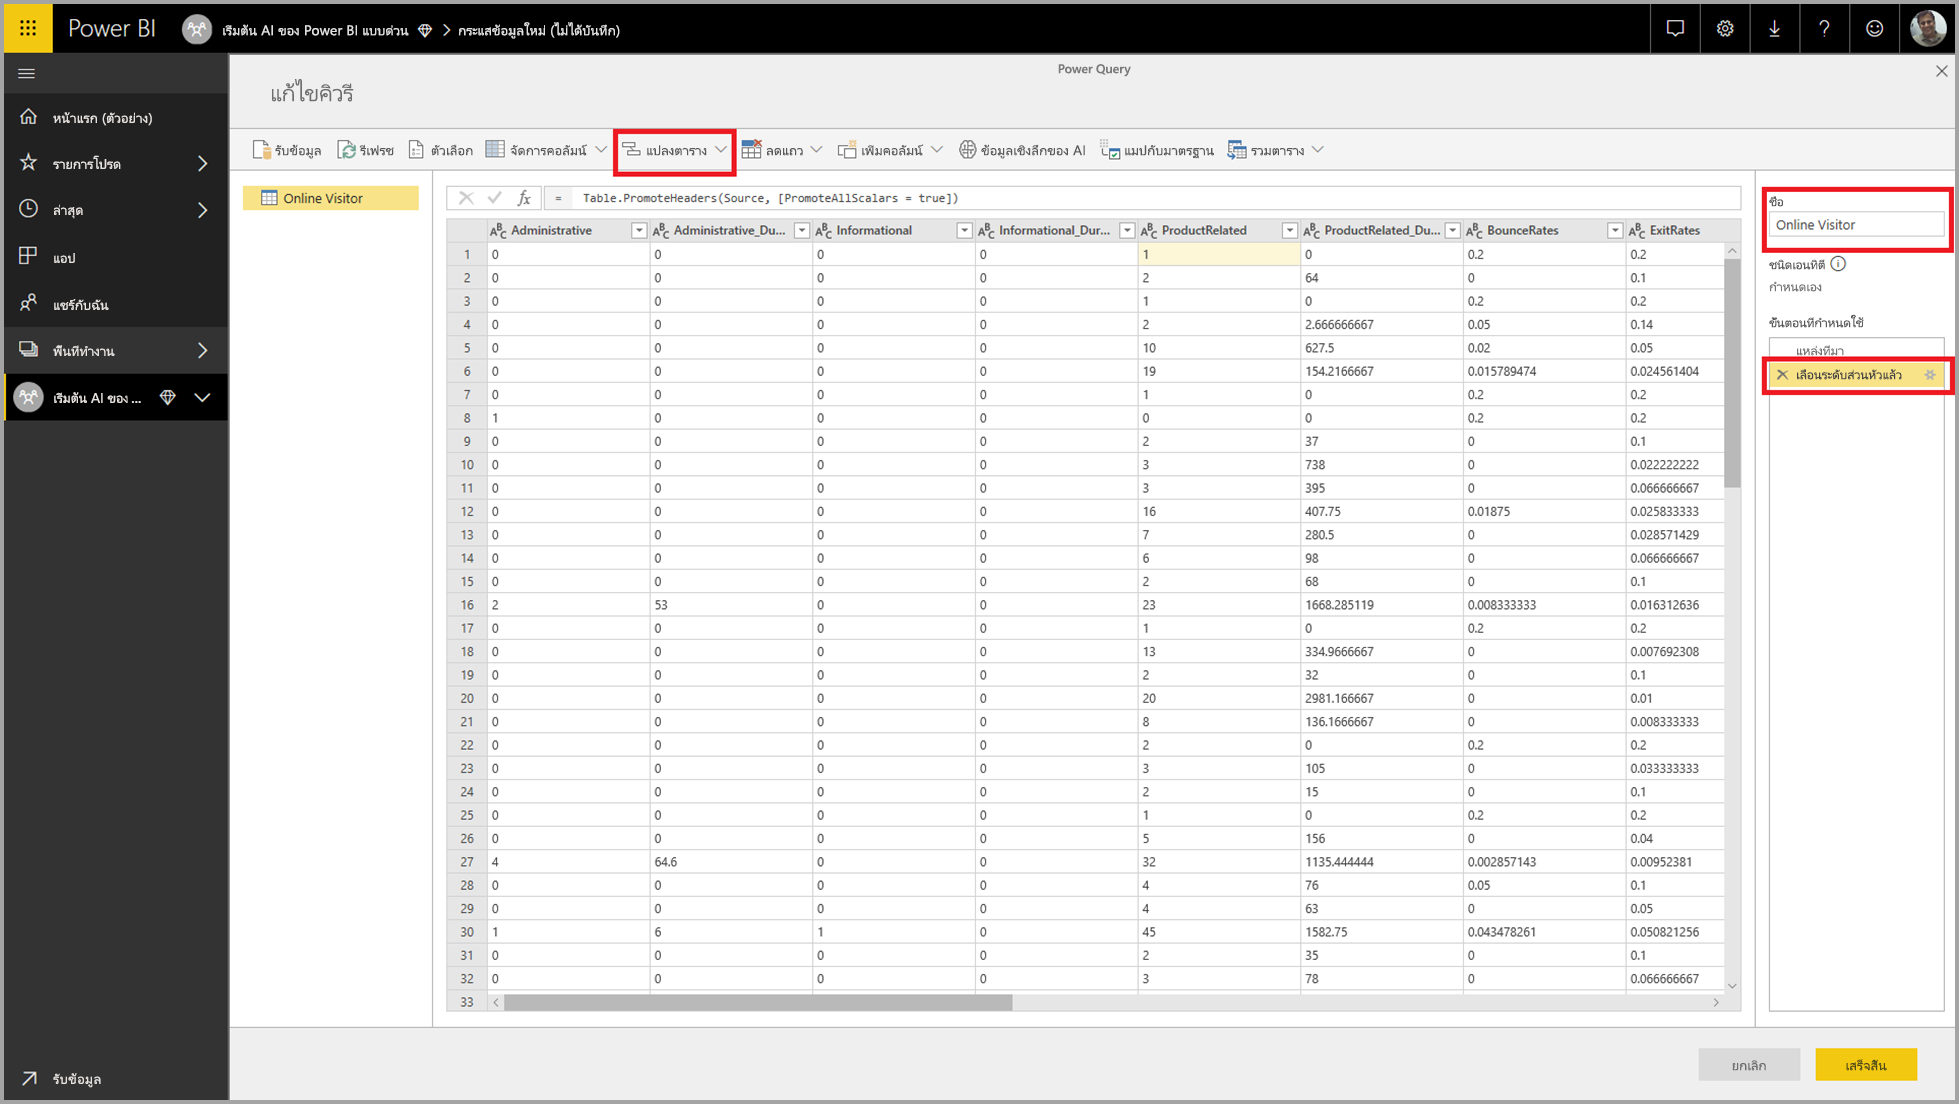 Power BI เริ่มต้น AI ของ Power BI แบบด่วน > กระแสข้อมูลใหม่ (ไม่ได้บันทึก)
Power Query
แก้ไขคิวรี
หน้าแรก (ตัวอย่าง)
รายการโปรด
ล่าสุด
แอป
แชร์กับฉัน
พื้นที่ทำงาน
เริ่มต้น AI ของ ...
รับข้อมูล
รับข้อมูล รีเฟรช ตัวเลือก จัดการคอลัมน์ แปลงตาราง ลดแถว เพิ่มคอลัมน์ ข้อมูลเชิงลึกของ AI แมปกับมาตรฐาน รวมตาราง
Online Visitor
fx = Table.PromoteHeaders(Source, [PromoteAllScalars = true])
Administrative Administrative_Du... Informational Informational_Dur... ProductRelated ProductRelated_Du... BounceRates ExitRates
1 0 0 0 0 1 0 0.2 0.2
2 0 0 0 0 2 64 0 0.1
3 0 0 0 0 1 0 0.2 0.2
4 0 0 0 0 2 2.666666667 0.05 0.14
5 0 0 0 0 10 627.5 0.02 0.05
6 0 0 0 0 19 154.2166667 0.015789474 0.024561404
7 0 0 0 0 1 0 0.2 0.2
8 1 0 0 0 0 0 0.2 0.2
9 0 0 0 0 2 37 0 0.1
10 0 0 0 0 3 738 0 0.022222222
11 0 0 0 0 3 395 0 0.066666667
12 0 0 0 0 16 407.75 0.01875 0.025833333
13 0 0 0 0 7 280.5 0 0.028571429
14 0 0 0 0 6 98 0 0.066666667
15 0 0 0 0 2 68 0 0.1
16 2 53 0 0 23 1668.285119 0.008333333 0.016312636
17 0 0 0 0 1 0 0.2 0.2
18 0 0 0 0 13 334.9666667 0 0.007692308
19 0 0 0 0 2 32 0 0.1
20 0 0 0 0 20 2981.166667 0 0.01
21 0 0 0 0 8 136.1666667 0 0.008333333
22 0 0 0 0 2 0 0.2 0.2
23 0 0 0 0 3 105 0 0.033333333
24 0 0 0 0 2 15 0 0.1
25 0 0 0 0 1 0 0.2 0.2
26 0 0 0 0 5 156 0 0.04
27 4 64.6 0 0 32 1135.444444 0.002857143 0.00952381
28 0 0 0 0 4 76 0.05 0.1
29 0 0 0 0 4 63 0 0.05
30 1 6 1 0 45 1582.75 0.043478261 0.050821256
31 0 0 0 0 2 35 0 0.1
32 0 0 0 0 3 78 0 0.066666667
33
ชื่อ
Online Visitor
ชนิดเอนทิตี
กำหนดเอง
ขั้นตอนที่กำหนดใช้
แหล่งที่มา
เลื่อนระดับส่วนหัวแล้ว
ยกเลิก เสร็จสิ้น